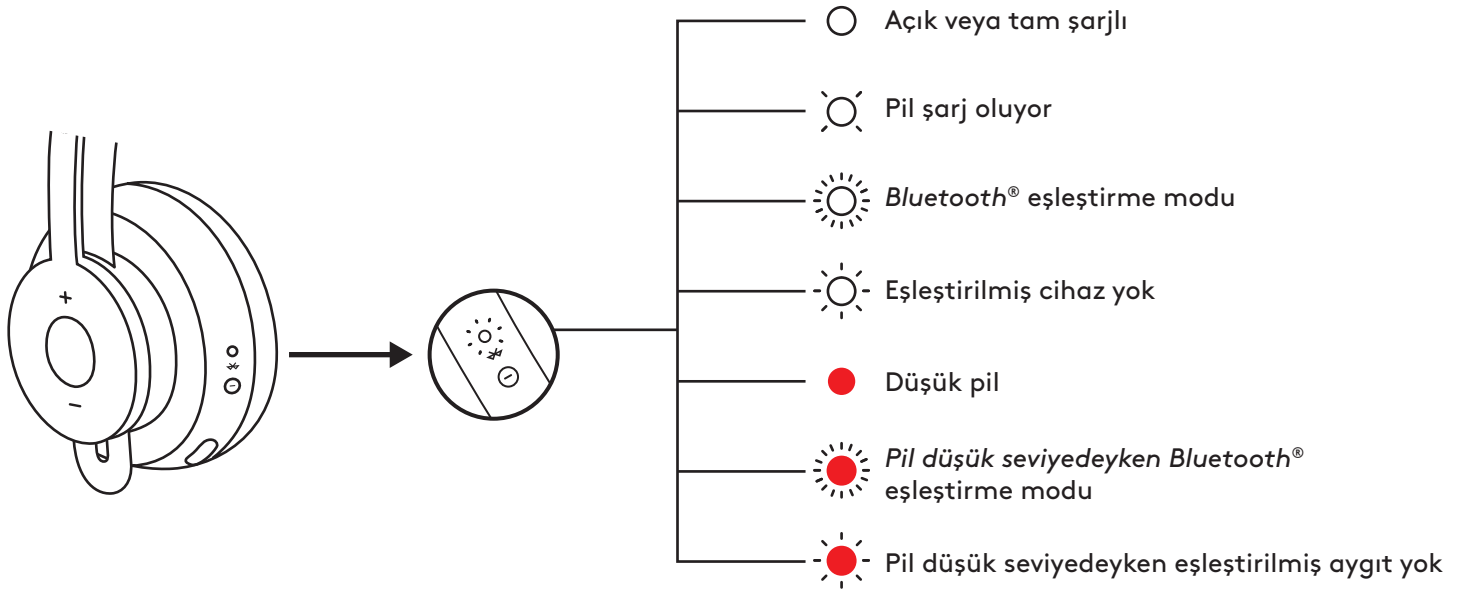 Açık veya tam şarjlı
Pil şarj oluyor
Bluetooth® eşleştirme modu
Eşleştirilmiş cihaz yok
Düşük pil
Pil düşük seviyedeyken Bluetooth®
eşleştirme modu
Pil düşük seviyedeyken eşleştirilmiş aygıt yok